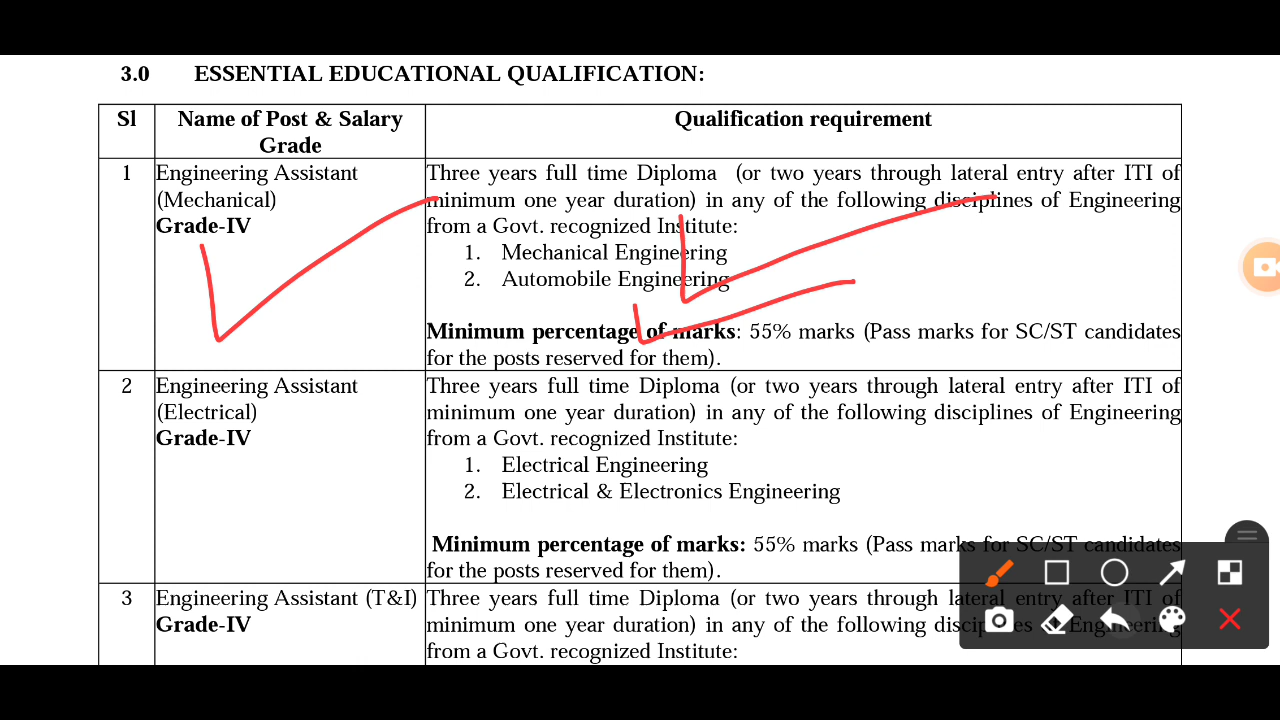 3.0 ESSENTIAL EDUCATIONAL QUALIFICATION:
Sl Name of Post & Salary Grade Qualification requirement
1 Engineering Assistant
(Mechanical)
Grade-IV
Three years full time Diploma (or two years through lateral entry after ITI of
minimum one year duration) in any of the following disciplines of Engineering
from a Govt. recognized Institute:
1. Mechanical Engineering
2. Automobile Engineering
Minimum percentage of marks: 55% marks (Pass marks for SC/ST candidates
for the posts reserved for them).
2 Engineering Assistant
(Electrical)
Grade-IV
Three years full time Diploma (or two years through lateral entry after ITI of
minimum one year duration) in any of the following disciplines of Engineering
from a Govt. recognized Institute:
1. Electrical Engineering
2. Electrical & Electronics Engineering
Minimum percentage of marks: 55% marks (Pass marks for SC/ST candidates
for the posts reserved for them).
3 Engineering Assistant (T&I)
Grade-IV
Three years full time Diploma (or two years through lateral entry after ITI of
minimum one year duration) in any of the following disciplines of Engineering
from a Govt. recognized Institute: